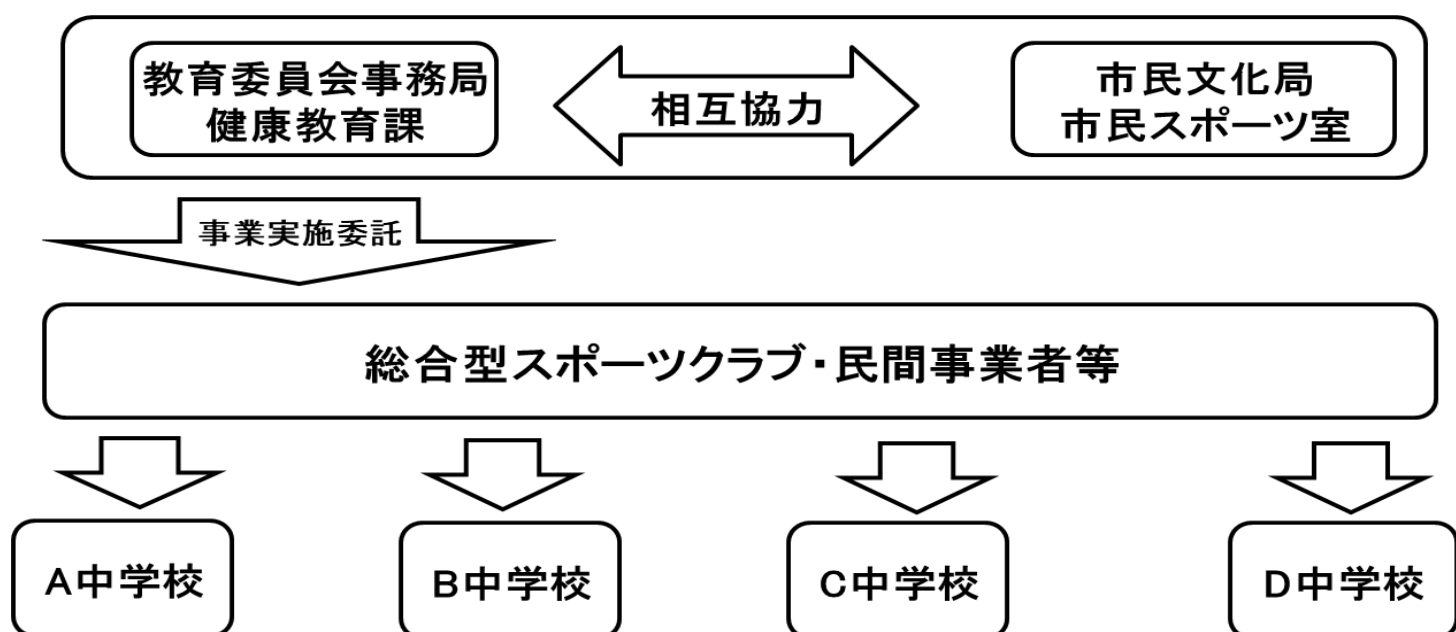 教育委員会事務局
健康教育課
相互協力
市民文化局
市民スポーツ室
事業実施委託
総合型スポーツクラブ・民間事業者等
A中学校
B中学校
C中学校
D中学校